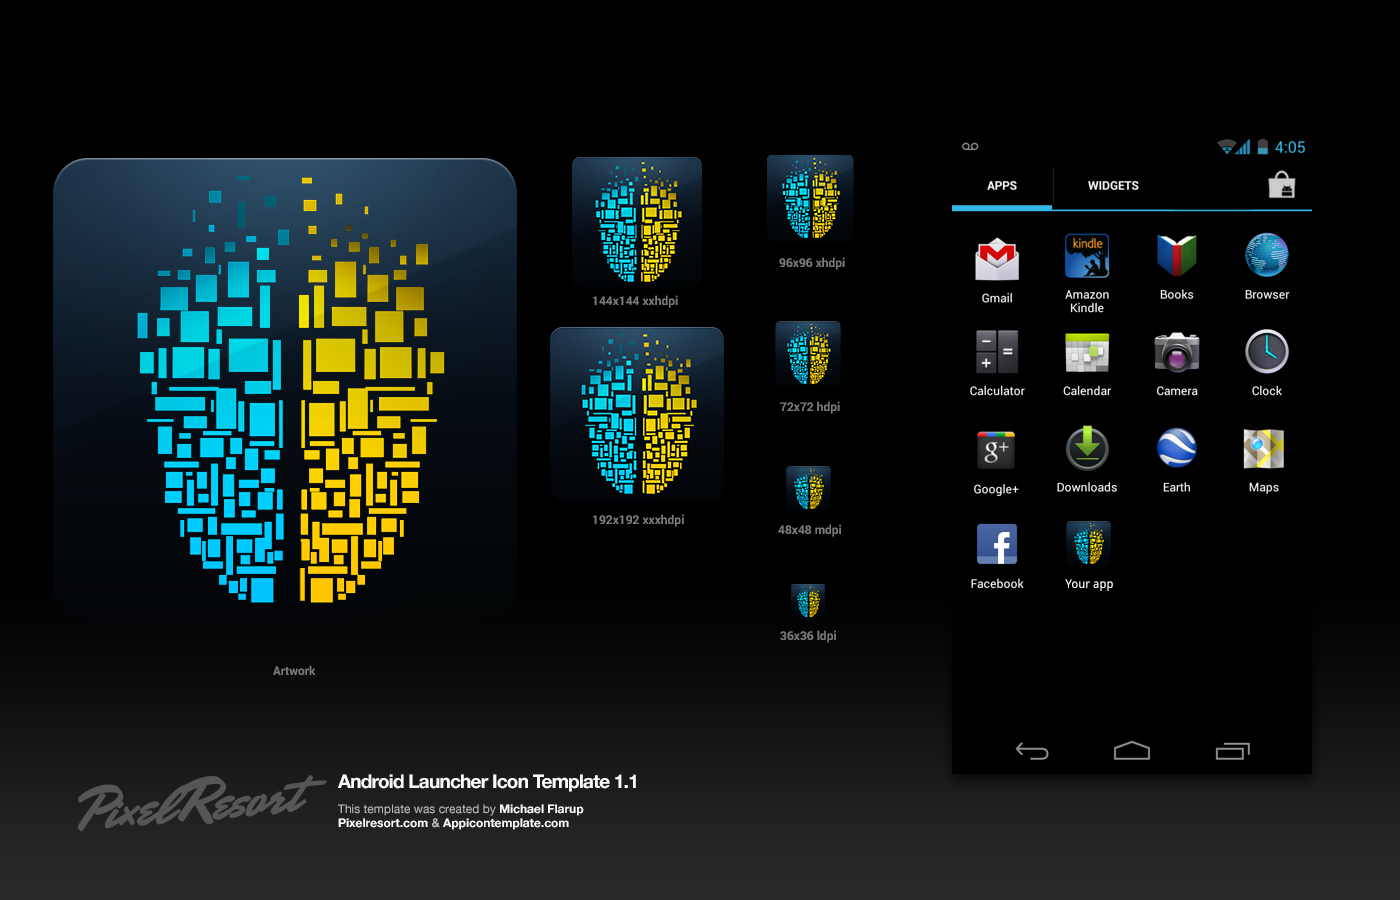 4:05
APPS
WIDGETS
kindle
Gmail
Amazon
Kindle
Books
Browser
Calculator
Calendar
Camera
Clock
g+
Google+
Downloads
Earth
Maps
f
Facebook
Your app
144x144 xxhdpi
96x96 xhdpi
192x192 xxxhdpi
72x72 hdpi
48x48 mdpi
36x36 ldpi
Artwork
PixelResort
Android Launcher Icon Template 1.1
This template was created by Michael Flarup
Pixelresort.com & Appicontemplate.com